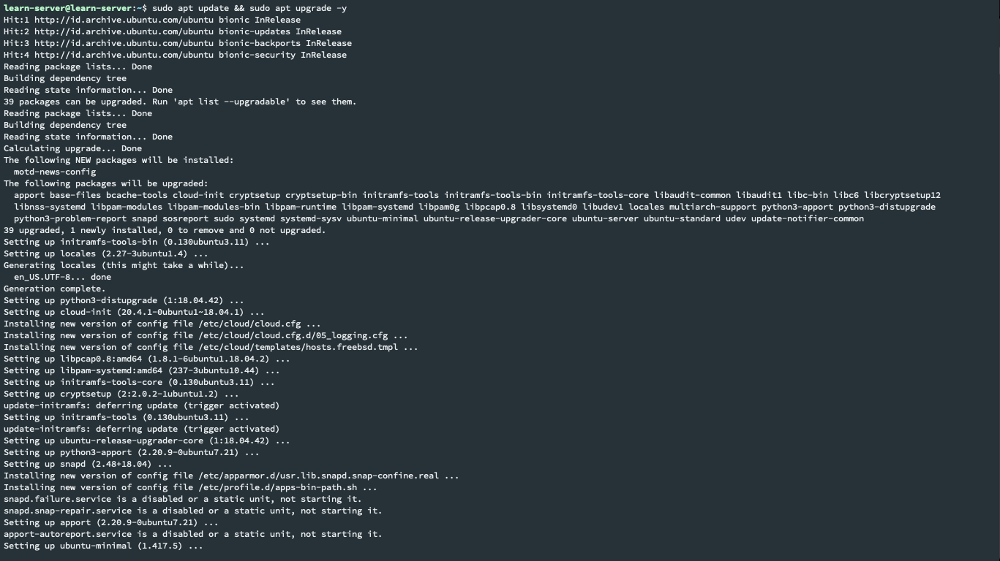 learn-server@learn-server:~$ sudo apt update && sudo apt upgrade -y
Hit:1 http://id.archive.ubuntu.com/ubuntu bionic InRelease
Hit:2 http://id.archive.ubuntu.com/ubuntu bionic-updates InRelease
Hit:3 http://id.archive.ubuntu.com/ubuntu bionic-backports InRelease
Hit:4 http://id.archive.ubuntu.com/ubuntu bionic-security InRelease
Reading package lists... Done
Building dependency tree
Reading state information... Done
39 packages can be upgraded. Run 'apt list --upgradable' to see them.
Reading package lists... Done
Building dependency tree
Reading state information... Done
Calculating upgrade... Done
The following NEW packages will be installed:
  motd-news-config
The following packages will be upgraded:
  apport base-files bcache-tools cloud-init cryptsetup cryptsetup-bin initramfs-tools initramfs-tools-bin initramfs-tools-core libaudit-common libaudit1 libc-bin libc6 libcryptsetup12
  libnss-systemd libpam-modules libpam-modules-bin libpam-runtime libpam-systemd libpam0g libpcap0.8 libsystemd0 libudev1 locales multiarch-support python3-apport python3-distupgrade
  python3-problem-report snapd sosreport sudo systemd systemd-sysv ubuntu-minimal ubuntu-release-upgrader-core ubuntu-server ubuntu-standard udev update-notifier-common
39 upgraded, 1 newly installed, 0 to remove and 0 not upgraded.
Setting up initramfs-tools-bin (0.130ubuntu3.11) ...
Setting up locales (2.27-3ubuntu1.4) ...
Generating locales (this might take a while)...
  en_US.UTF-8... done
Generation complete.
Setting up python3-distupgrade (1:18.04.42) ...
Setting up cloud-init (20.4.1-0ubuntu1~18.04.1) ...
Installing new version of config file /etc/cloud/cloud.cfg ...
Installing new version of config file /etc/cloud/cloud.cfg.d/05_logging.cfg ...
Installing new version of config file /etc/cloud/templates/hosts.freebsd.tmpl ...
Setting up libpcap0.8:amd64 (1.8.1-6ubuntu1.18.04.2) ...
Setting up libpam-systemd:amd64 (237-3ubuntu10.44) ...
Setting up initramfs-tools-core (0.130ubuntu3.11) ...
Setting up cryptsetup (2:2.0.2-1ubuntu1.2) ...
update-initramfs: deferring update (trigger activated)
Setting up initramfs-tools (0.130ubuntu3.11) ...
update-initramfs: deferring update (trigger activated)
Setting up ubuntu-release-upgrader-core (1:18.04.42) ...
Setting up python3-apport (2.20.9-0ubuntu7.21) ...
Setting up snapd (2.48+18.04) ...
Installing new version of config file /etc/apparmor.d/usr.lib.snapd.snap-confine.real ...
Installing new version of config file /etc/profile.d/apps-bin-path.sh ...
snapd.failure.service is a disabled or a static unit, not starting it.
snapd.snap-repair.service is a disabled or a static unit, not starting it.
Setting up apport (2.20.9-0ubuntu7.21) ...
apport-autoreport.service is a disabled or a static unit, not starting it.
Setting up ubuntu-minimal (1.417.5) ...